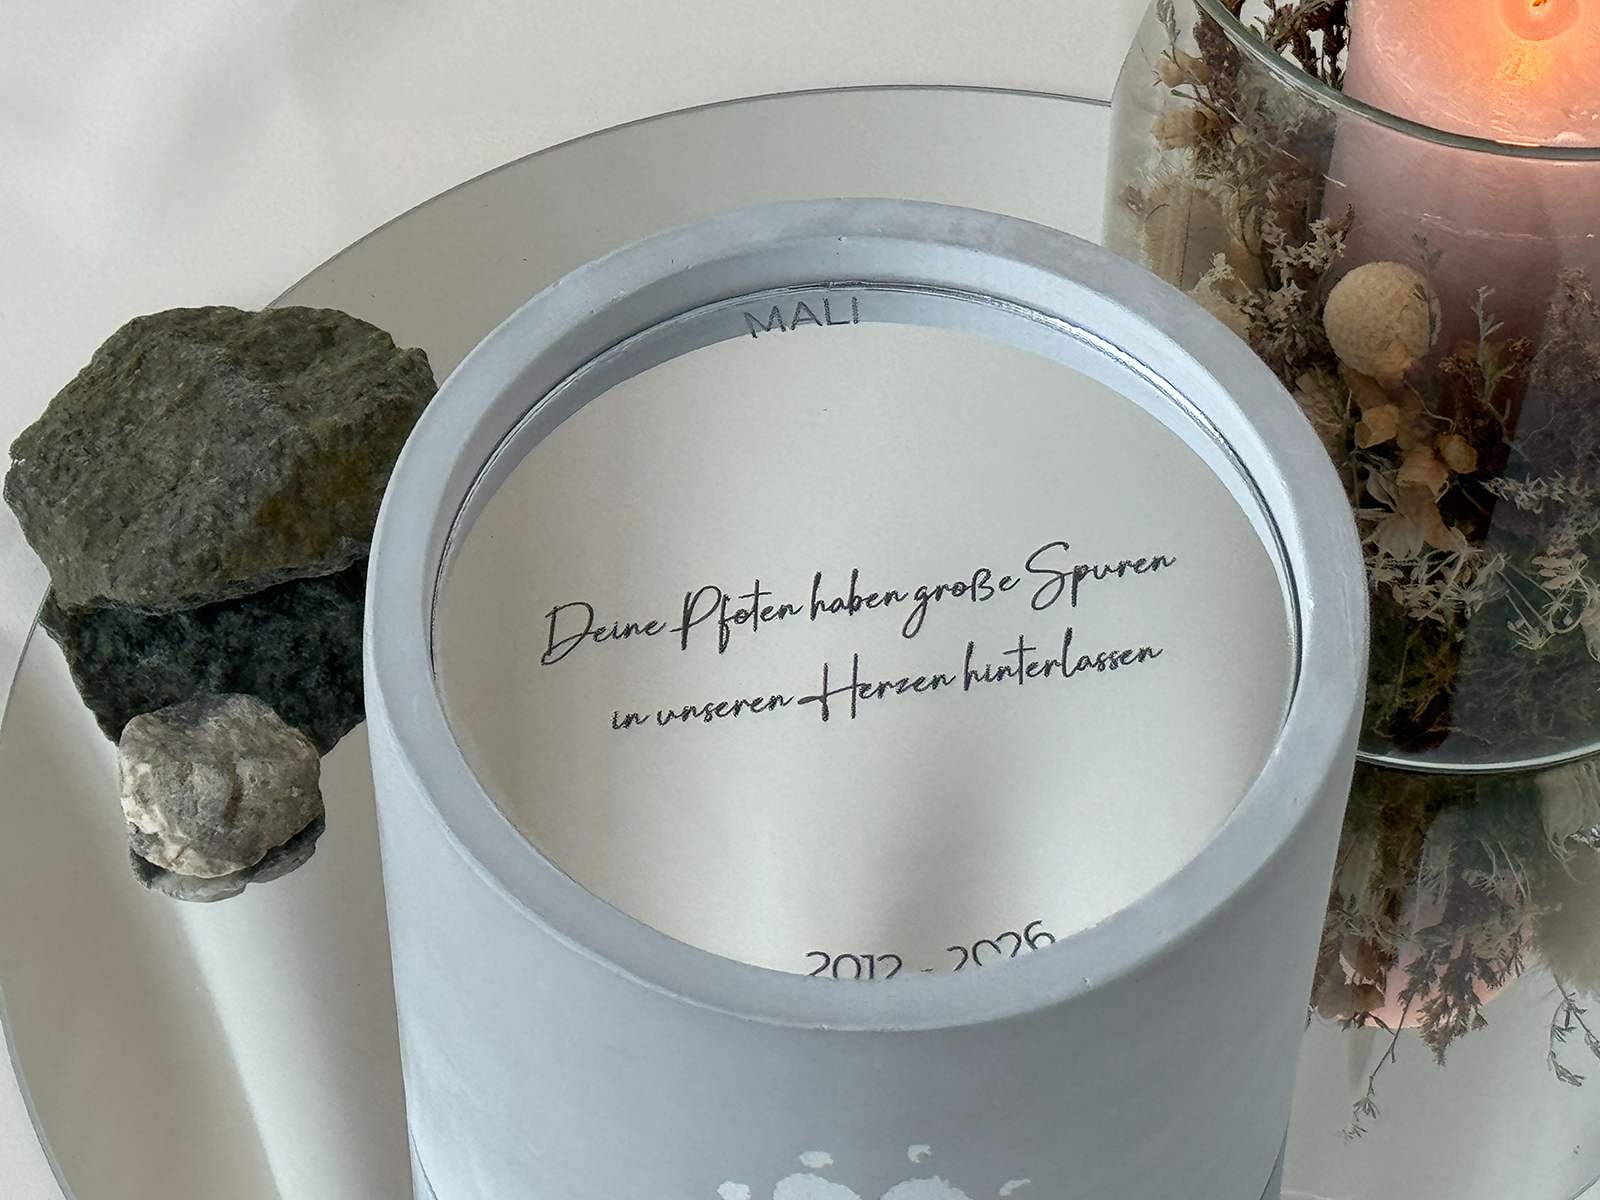 MALI
Deine Pfoten haben große Spuren
in unseren Herzen hinterlassen
2012 - 2026